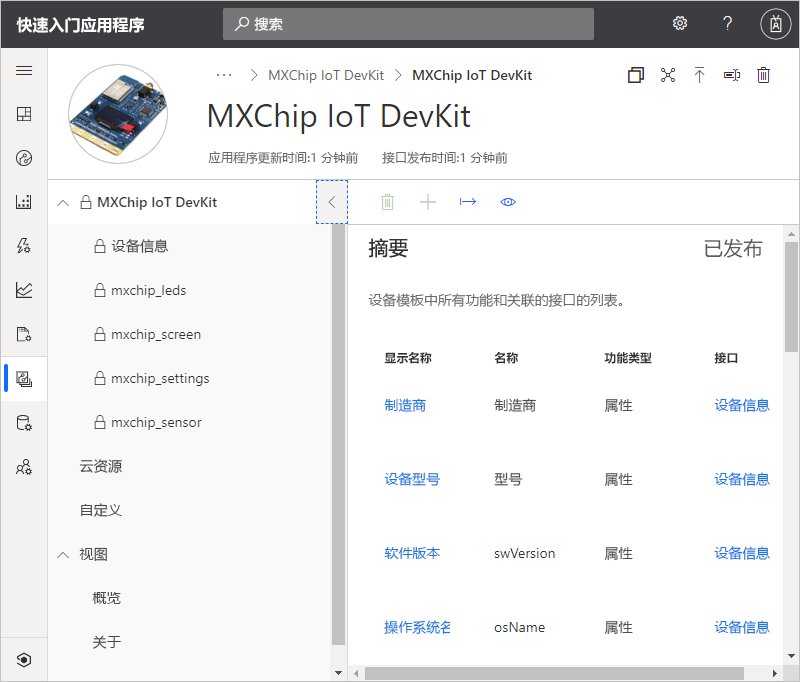 快速入门应用程序
搜索
?
··· > MXChip IoT DevKit > MXChip IoT DevKit
MXChip IoT DevKit
应用程序更新时间:1 分钟前 接口发布时间:1 分钟前
MXChip IoT DevKit
设备信息
mxchip_leds
mxchip_screen
mxchip_settings
mxchip_sensor
云资源
自定义
视图
概览
关于
摘要 已发布
设备模板中所有功能和关联的接口的列表。
显示名称 名称 功能类型 接口
制造商 制造商 属性 设备信息
设备型号 型号 属性 设备信息
软件版本 swVersion 属性 设备信息
操作系统名 osName 属性 设备信息